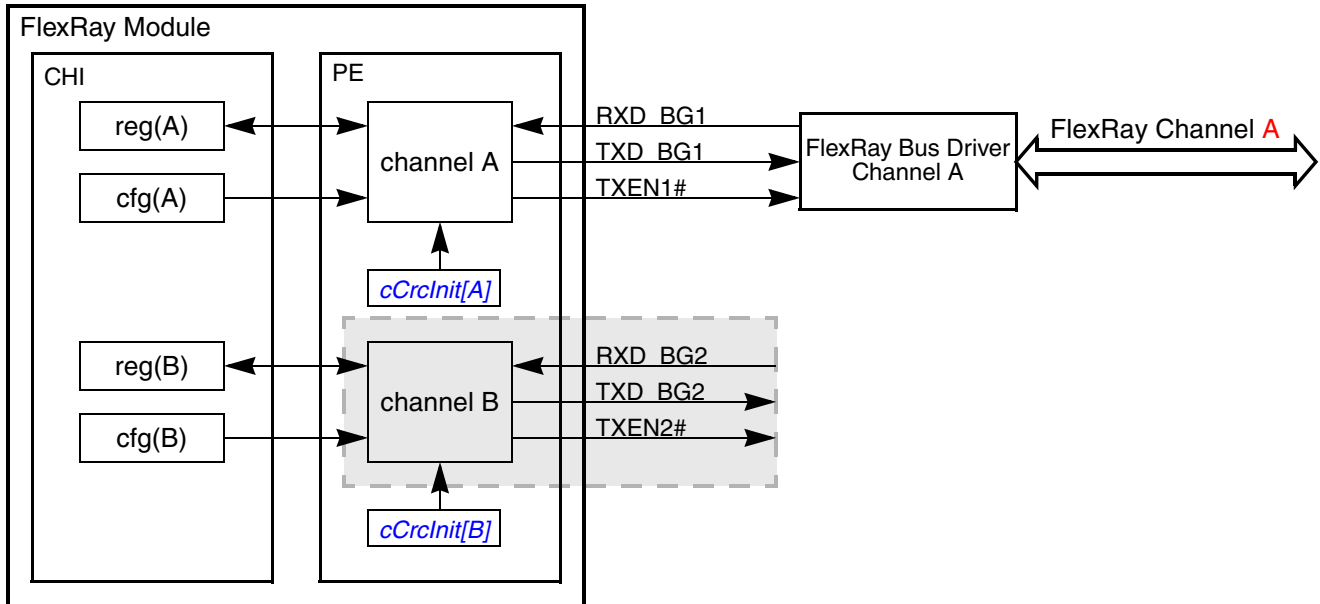 FlexRay Module
CHI
PE
reg(A)
cfg(A)
channel A
cCrcInit[A]
RXD_BG1
TXD_BG1
TXEN1#
FlexRay Bus Driver
Channel A
FlexRay Channel A
reg(B)
cfg(B)
channel B
cCrcInit[B]
RXD_BG2
TXD_BG2
TXEN2#